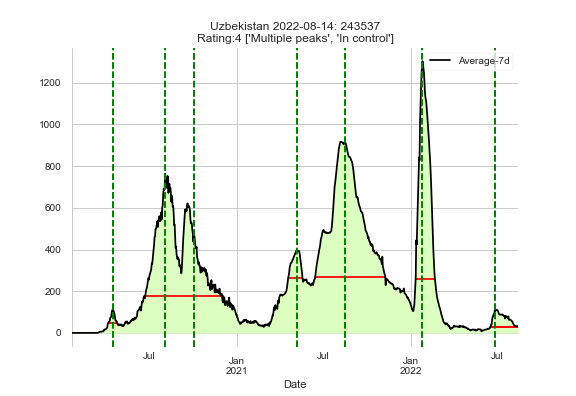 Uzbekistan 2022-08-14: 243537
Rating:4 ['Multiple peaks', 'In control']
Average-7d
1200
1000
800
600
400
200
0
Jul
Jan
2021
Jul
Jan
2022
Jul
Date